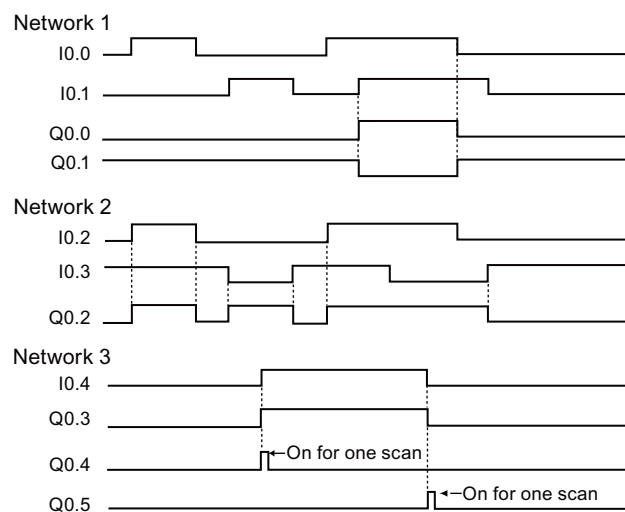 Network 1
I0.0
I0.1
Q0.0
Q0.1
Network 2
I0.2
I0.3
Q0.2
Network 3
I0.4
Q0.3
Q0.4
On for one scan
Q0.5
On for one scan